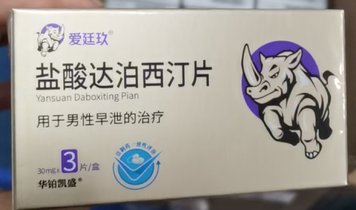 爱廷玖
盐酸达泊西汀片
Yansuan Daboxiting Pian
用于男性早泄的治疗
30mg×3片/盒
华铂凯盛